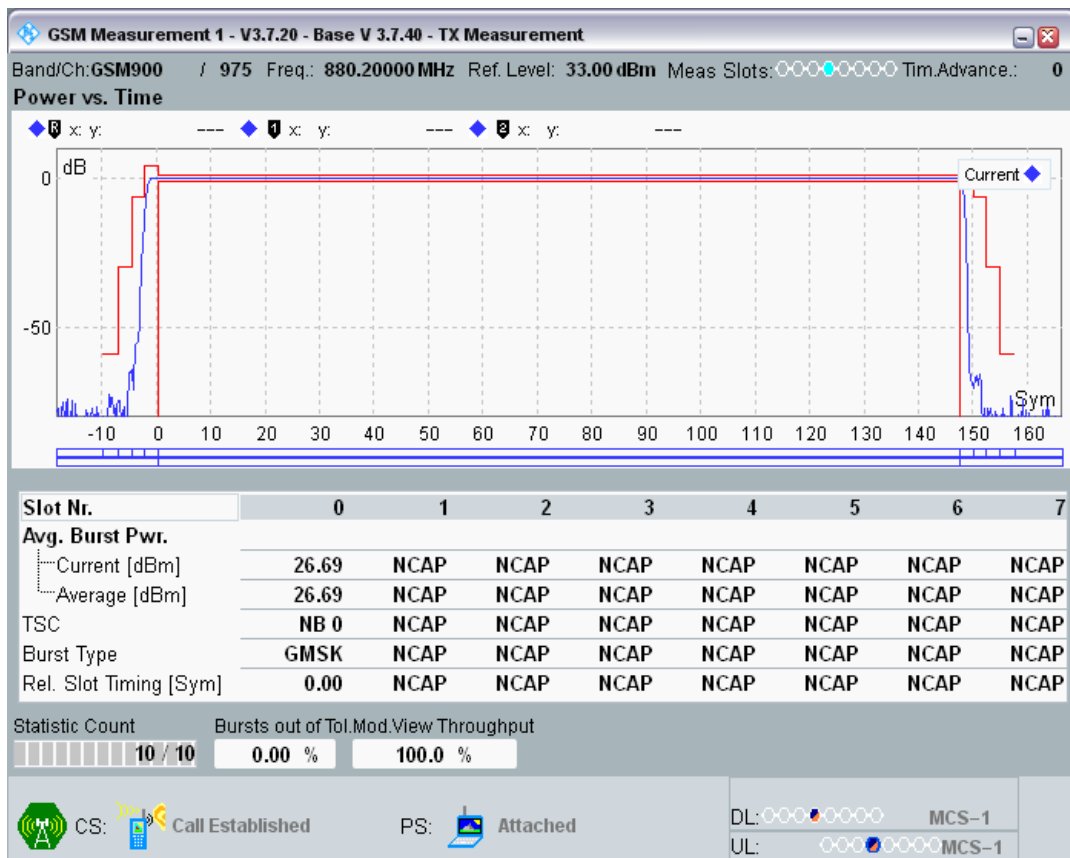 GSM Measurement 1 - V3.7.20 - Base V 3.7.40 - TX Measurement
Band/Ch: GSM900 / 975 Freq.: 880.20000 MHz Ref. Level: 33.00 dBm Meas Slots: Tim.Advance.: 0
Power vs. Time
R x: y: --- 1 x: y: --- 2 x: y: ---
dB
Current
0
-50
Sym
-10 0 10 20 30 40 50 60 70 80 90 100 110 120 130 140 150 160
Slot Nr. 0 1 2 3 4 5 6 7
Avg. Burst Pwr.
Current [dBm] 26.69 NCAP NCAP NCAP NCAP NCAP NCAP NCAP
Average [dBm] 26.69 NCAP NCAP NCAP NCAP NCAP NCAP NCAP
TSC NB 0 NCAP NCAP NCAP NCAP NCAP NCAP NCAP
Burst Type GMSK NCAP NCAP NCAP NCAP NCAP NCAP NCAP
Rel. Slot Timing [Sym] 0.00 NCAP NCAP NCAP NCAP NCAP NCAP NCAP
Statistic Count Bursts out of Tol. Mod.View Throughput
10 / 10 0.00 % 100.0 %
CS: Call Established PS: Attached
DL: MCS-1
UL: MCS-1